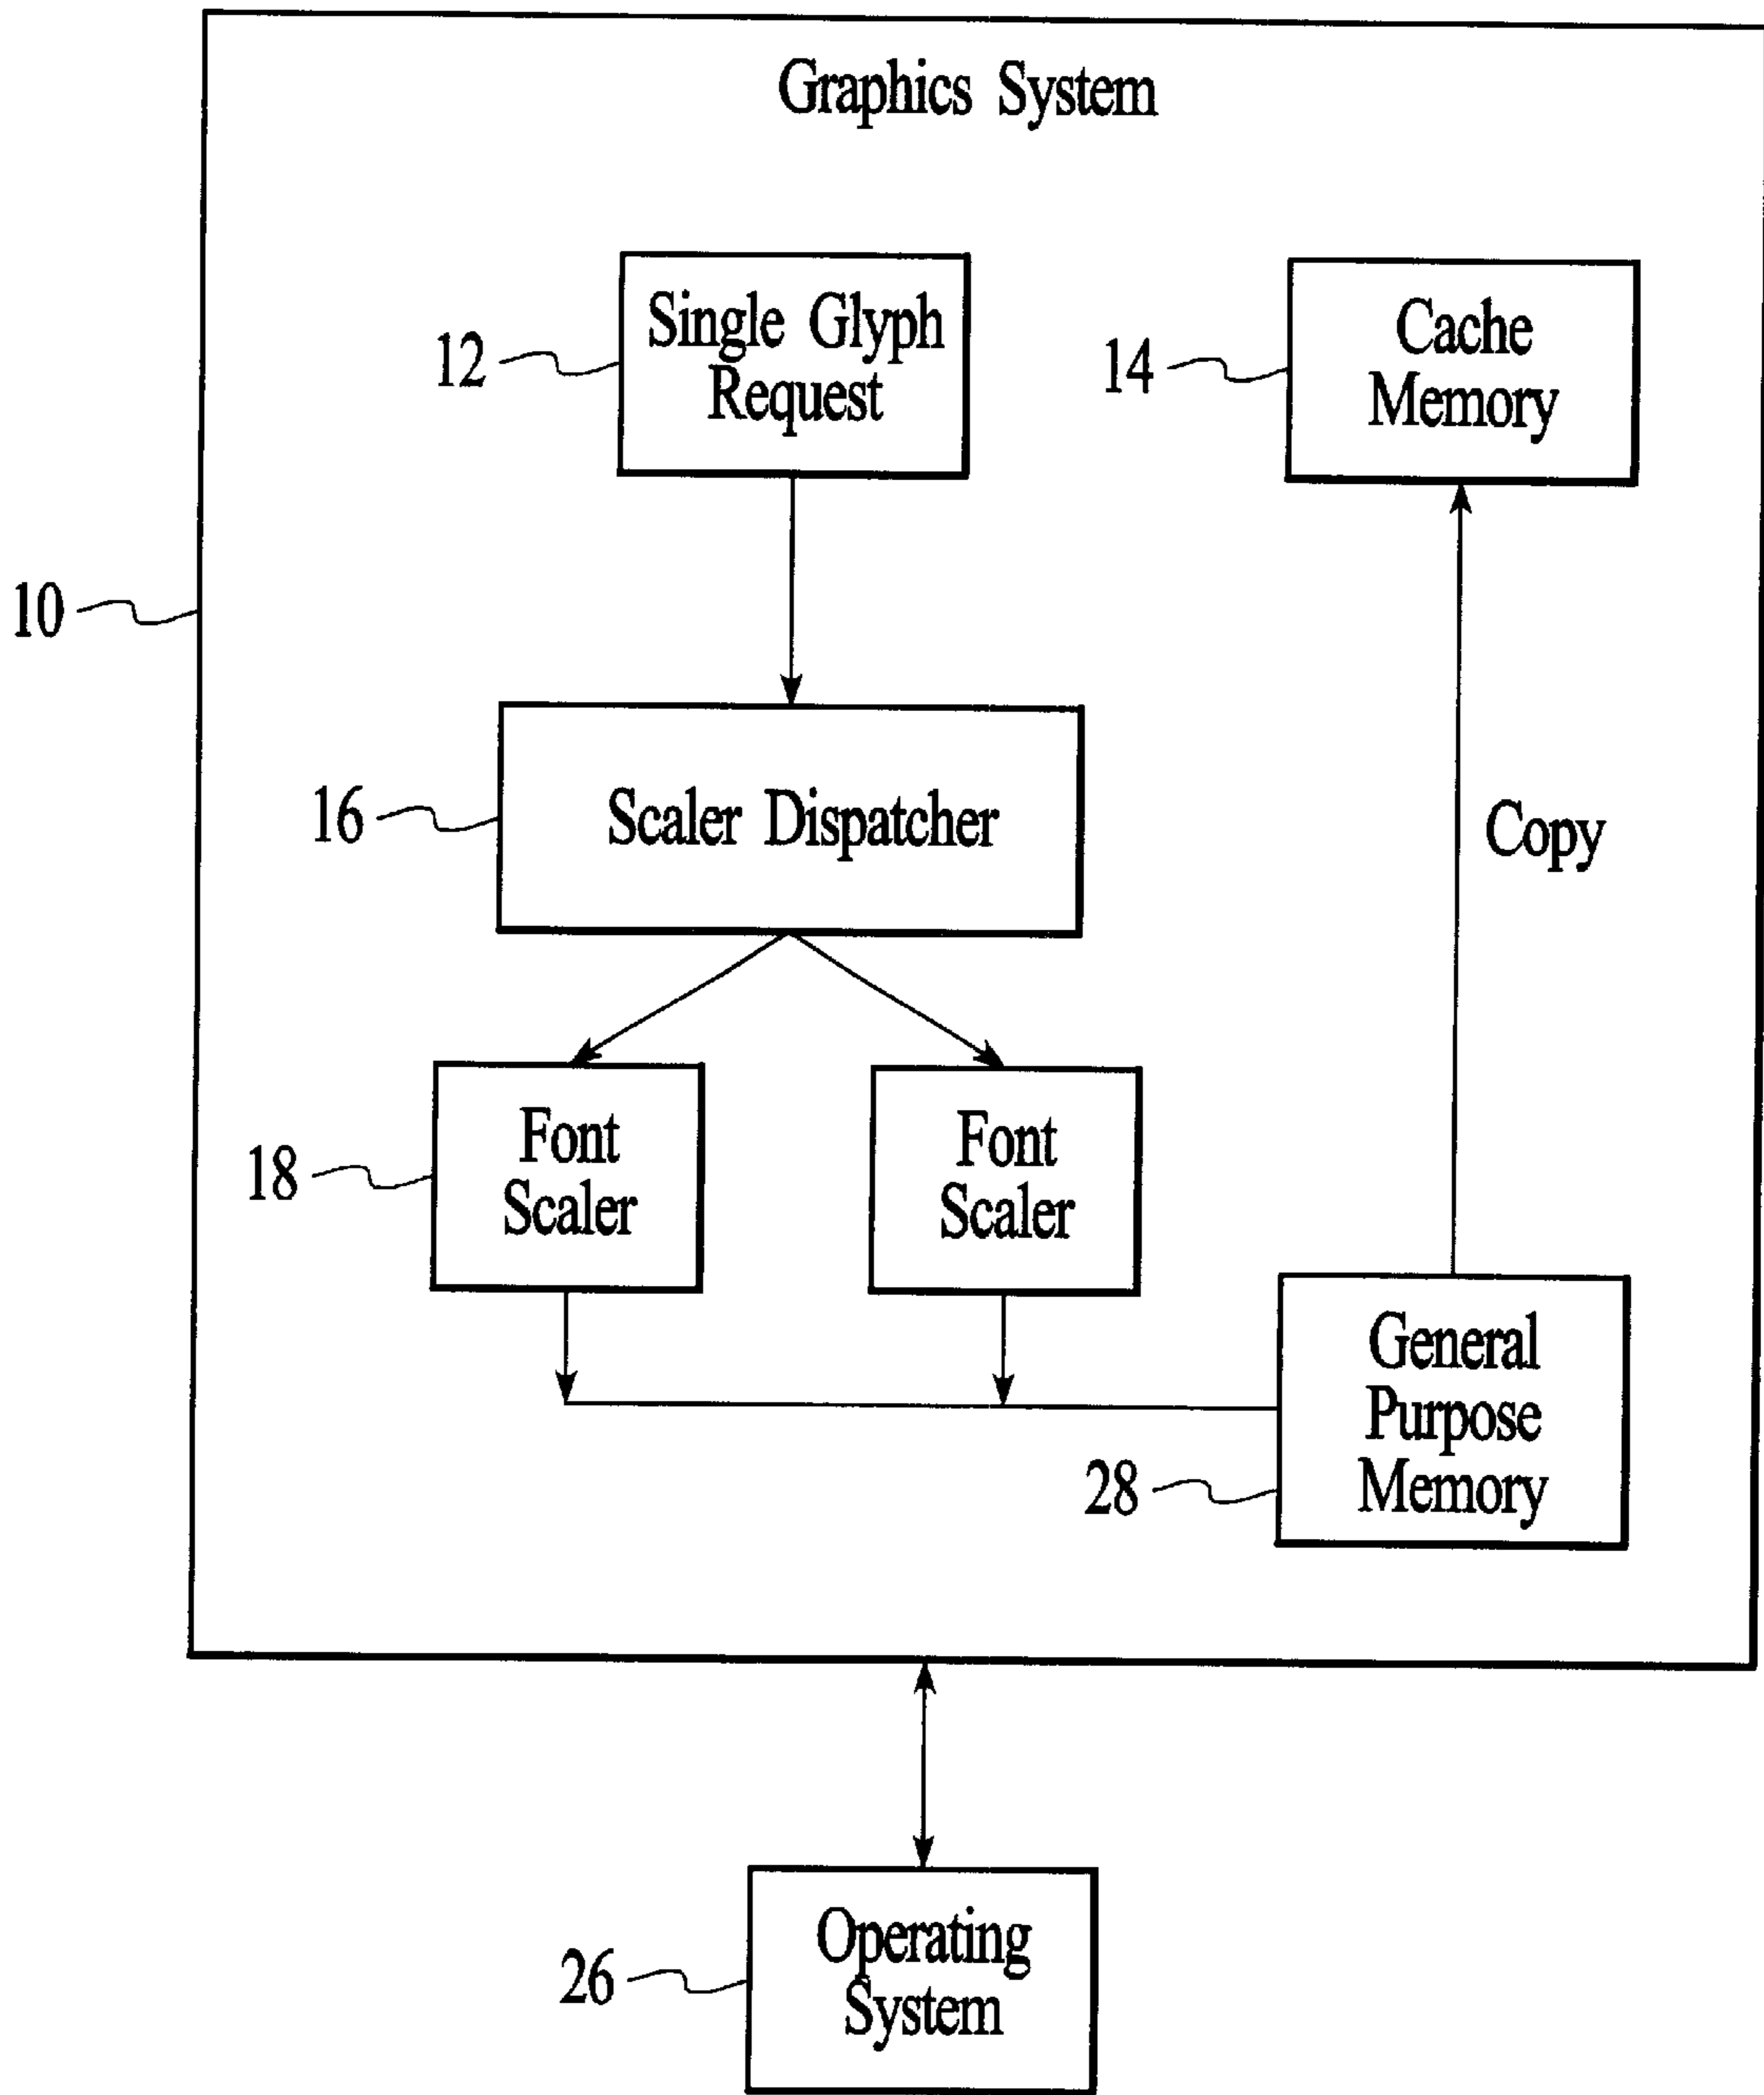 Graphics System
12
Single Glyph
Request
14
Cache
Memory
10
16
Scaler Dispatcher
Copy
18
Font
Scaler
Font
Scaler
28
General
Purpose
Memory
26
Operating
System